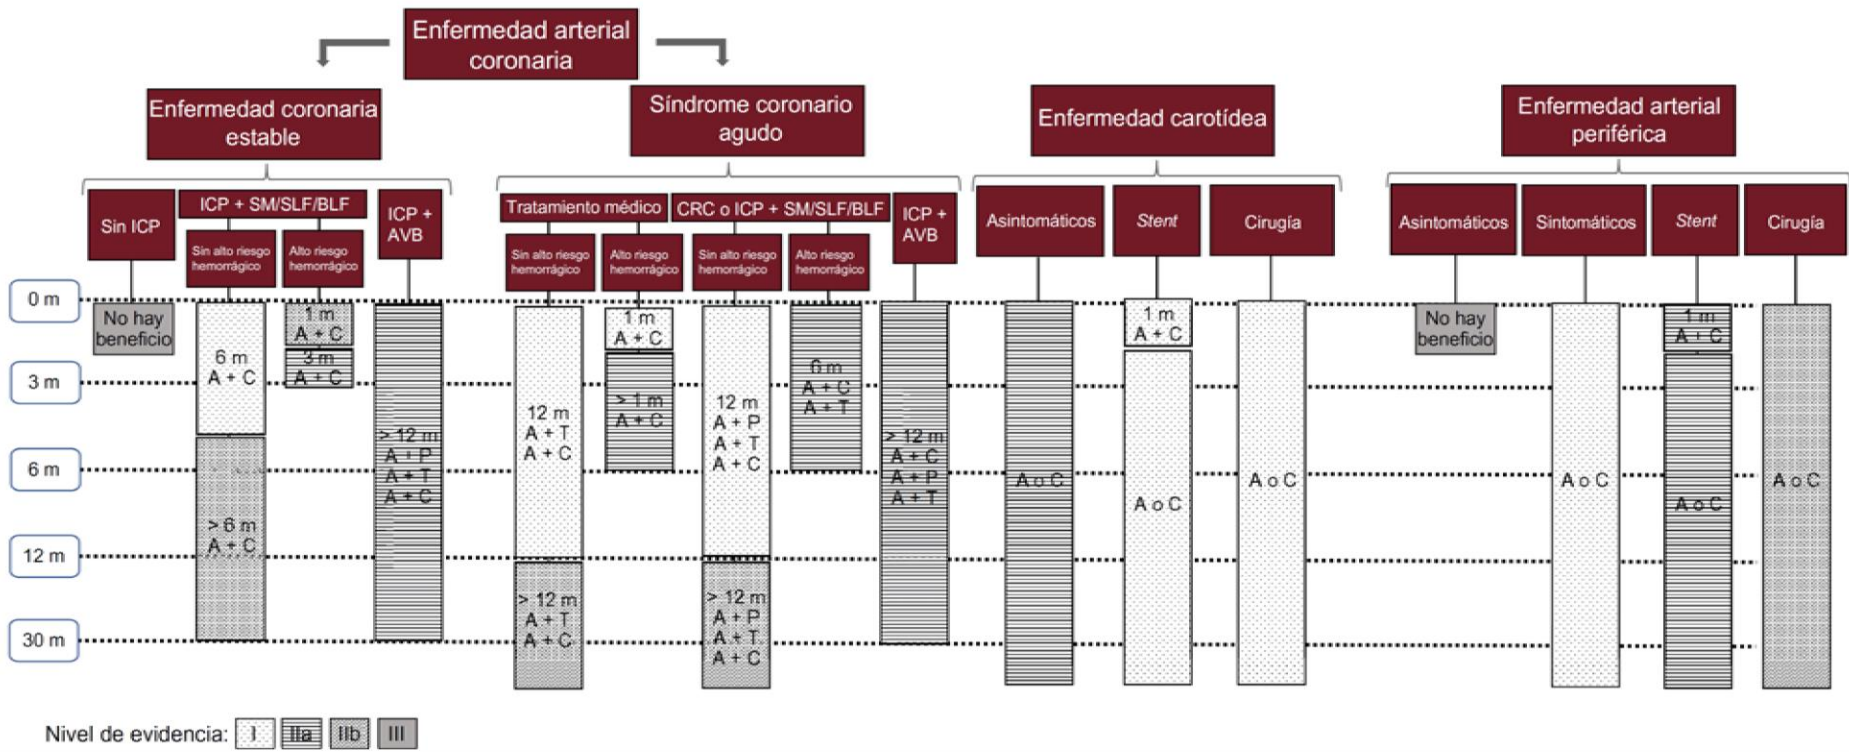 Enfermedad arterial
coronaria
Enfermedad coronaria
estable
Síndrome coronario
agudo
Enfermedad carotídea
Enfermedad arterial
periférica
Sin ICP
ICP + SM/SLF/BLF
Sin alto riesgo
hemorrágico
Alto riesgo
hemorrágico
ICP +
AVB
Tratamiento médico
Sin alto riesgo
hemorrágico
Alto riesgo
hemorrágico
CRC o ICP + SM/SLF/BLF
Sin alto riesgo
hemorrágico
Alto riesgo
hemorrágico
ICP +
AVB
Asintomáticos
Stent
Cirugía
Asintomáticos
Sintomáticos
Stent
Cirugía
0 m
3 m
6 m
12 m
30 m
No hay
beneficio
6 m
A + C
> 6 m
A + C
1 m
A + C
3 m
A + C
> 12 m
A + P
A + T
A + C
12 m
A + T
A + C
> 12 m
A + T
A + C
1 m
A + C
> 1 m
A + C
12 m
A + P
A + T
A + C
> 12 m
A + P
A + T
A + C
6 m
A + C
A + T
> 12 m
A + C
A + P
A + T
A o C
1 m
A + C
A o C
A o C
No hay
beneficio
A o C
1 m
A + C
A o C
A o C
Nivel de evidencia: I IIa IIb III